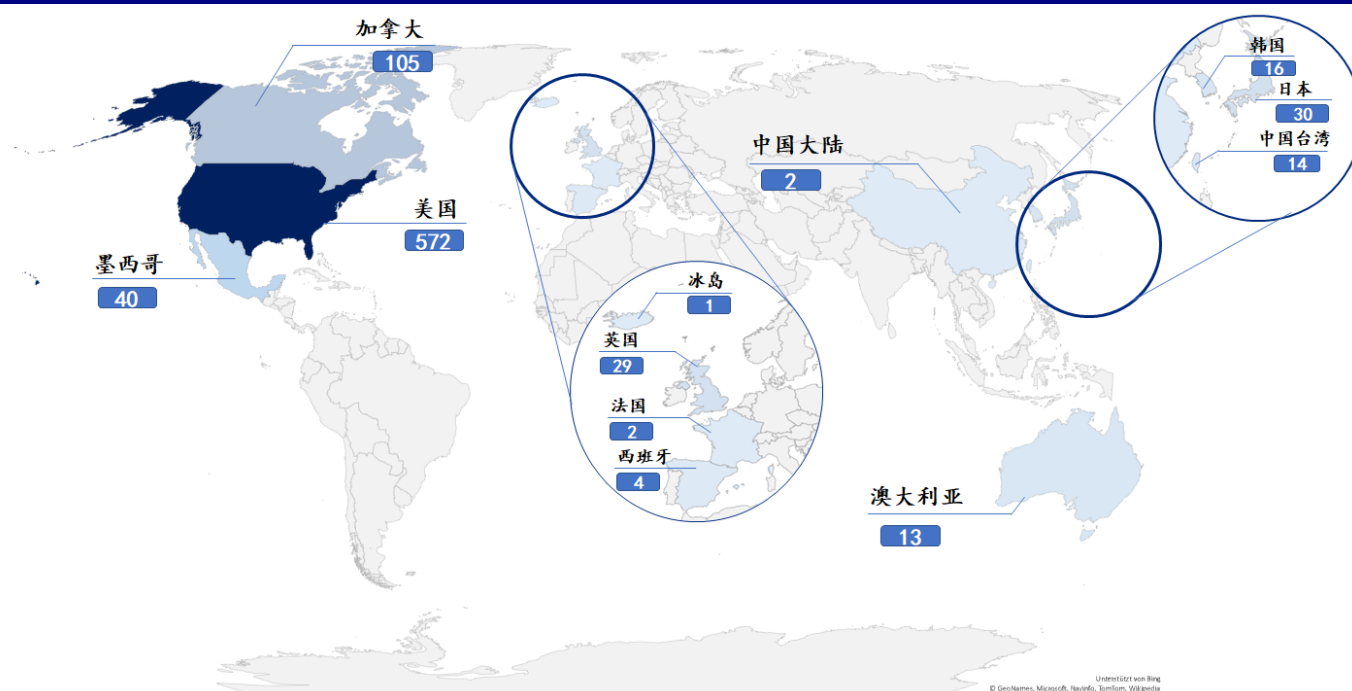 加拿大
105
美国
572
墨西哥
40
冰岛
1
英国
29
法国
2
西班牙
4
中国大陆
2
韩国
16
日本
30
中国台湾
14
澳大利亚
13
Unterstützt von Bing
© GeoNames, Microsoft, Navinfo, TomTom, Wikipedia